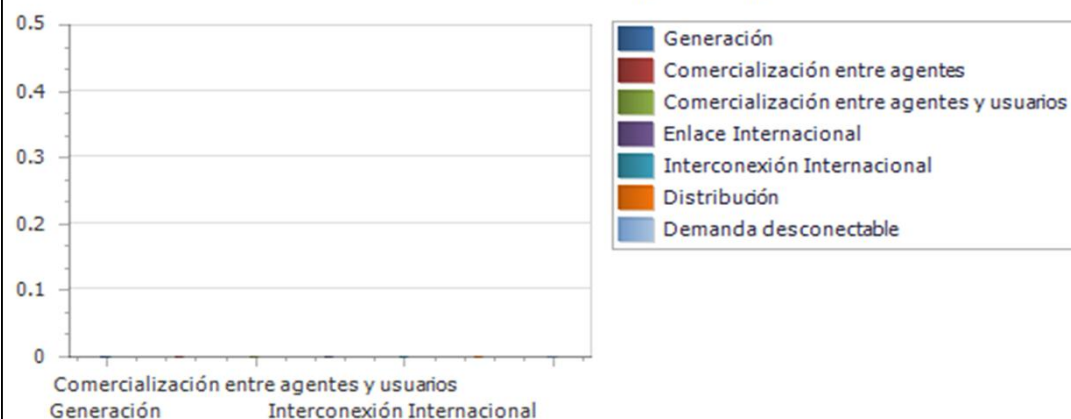 0.5
0.4
0.3
0.2
0.1
0
Comercialización entre agentes y usuarios
Generación Interconexión Internacional
Generación
Comercialización entre agentes
Comercialización entre agentes y usuarios
Enlace Internacional
Interconexión Internacional
Distribución
Demanda desconectable